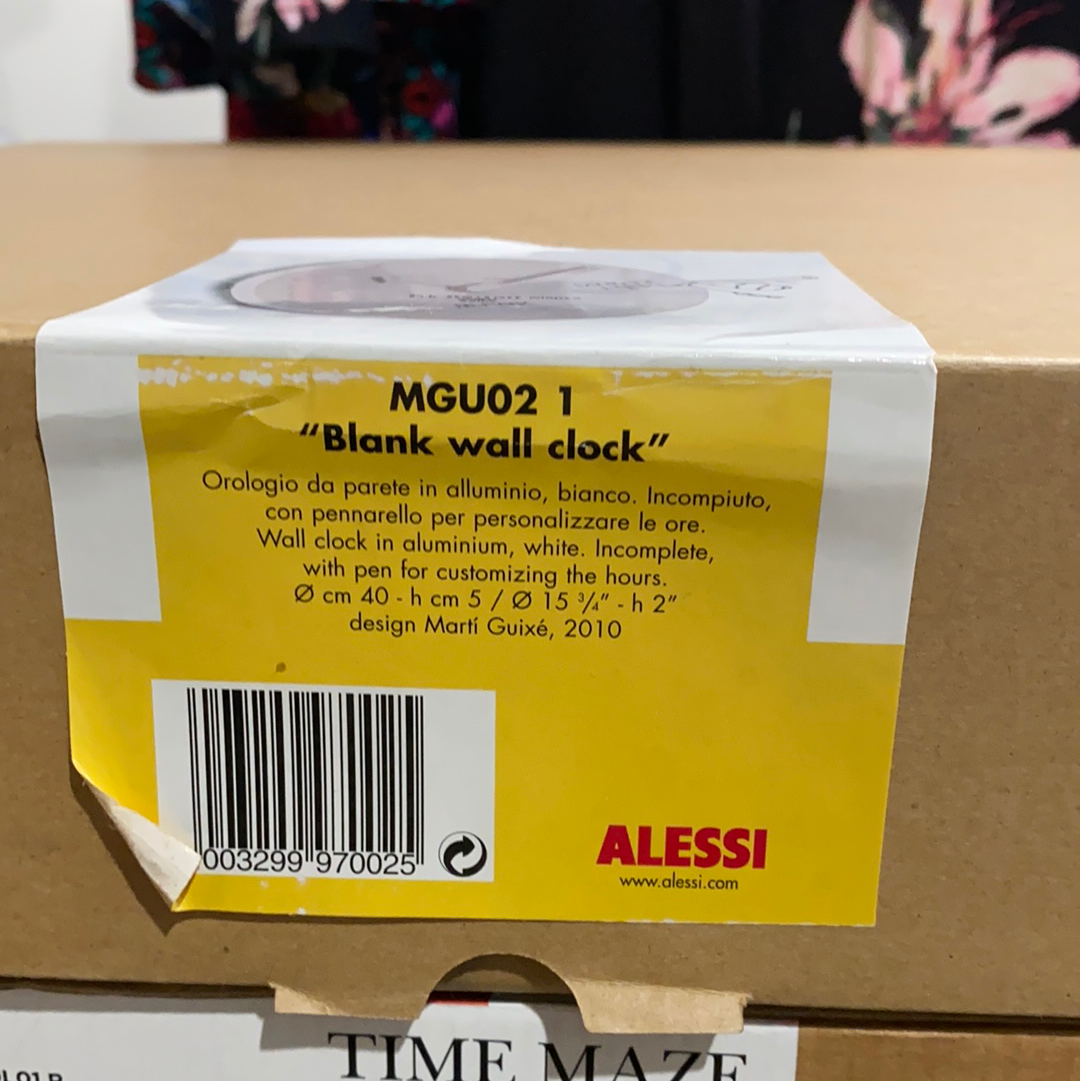 MGU02 1
“Blank wall clock”
Orologio da parete in alluminio, bianco. Incompiuto,
con pennarello per personalizzare le ore.
Wall clock in aluminium, white. Incomplete,
with pen for customizing the hours.
Ø cm 40 - h cm 5 / Ø 15 ¾” - h 2”
design Martí Guixé, 2010
003299 970025
ALESSI
www.alessi.com
TIME MAZE